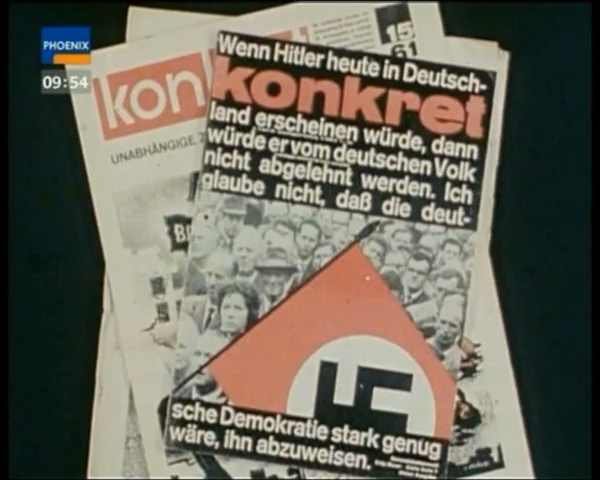 PHOENIX
09:54
15
61
kon
UNABHÄNGIGE
Wenn Hitler heute in Deutsch-
konkret
land erscheinen würde, dann
würde er vom deutschen Volk
nicht abgelehnt werden. Ich
glaube nicht, daß die deut-
sche Demokratie stark genug
wäre, ihn abzuweisen.